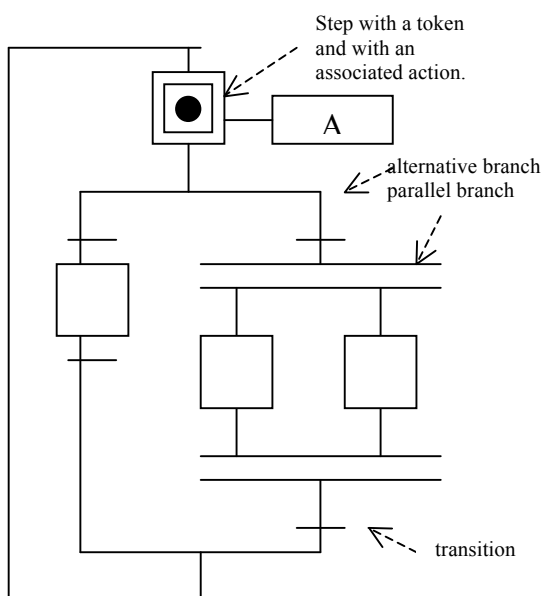 Step with a token
and with an
associated action.
A
alternative branch
parallel branch
transition